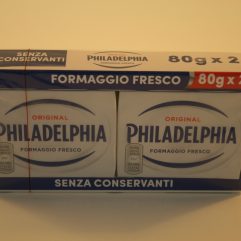 SENZA
CONSERVANTI
PHILADELPHIA
80g x 2
FORMAGGIO FRESCO
80g x 2
ORIGINAL
PHILADELPHIA
FORMAGGIO FRESCO
ORIGINAL
PHILADELPHIA
FORMAGGIO FRESCO
SENZA CONSERVANTI